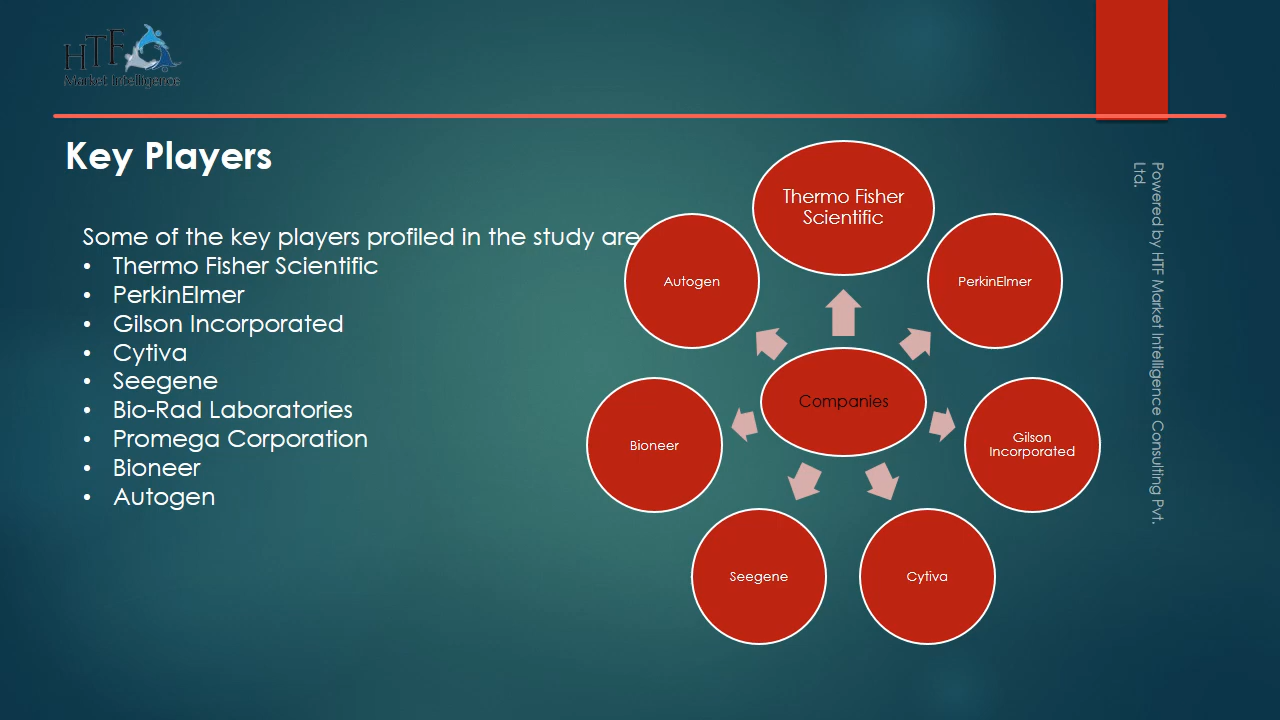 HTF
Market Intelligence
Key Players
Some of the key players profiled in the study are
• Thermo Fisher Scientific
• PerkinElmer
• Gilson Incorporated
• Cytiva
• Seegene
• Bio-Rad Laboratories
• Promega Corporation
• Bioneer
• Autogen
Thermo Fisher
Scientific
Autogen
PerkinElmer
Companies
Bioneer
Gilson
Incorporated
Seegene
Cytiva
Powered by HTF Market Intelligence Consulting Pvt.
Ltd.